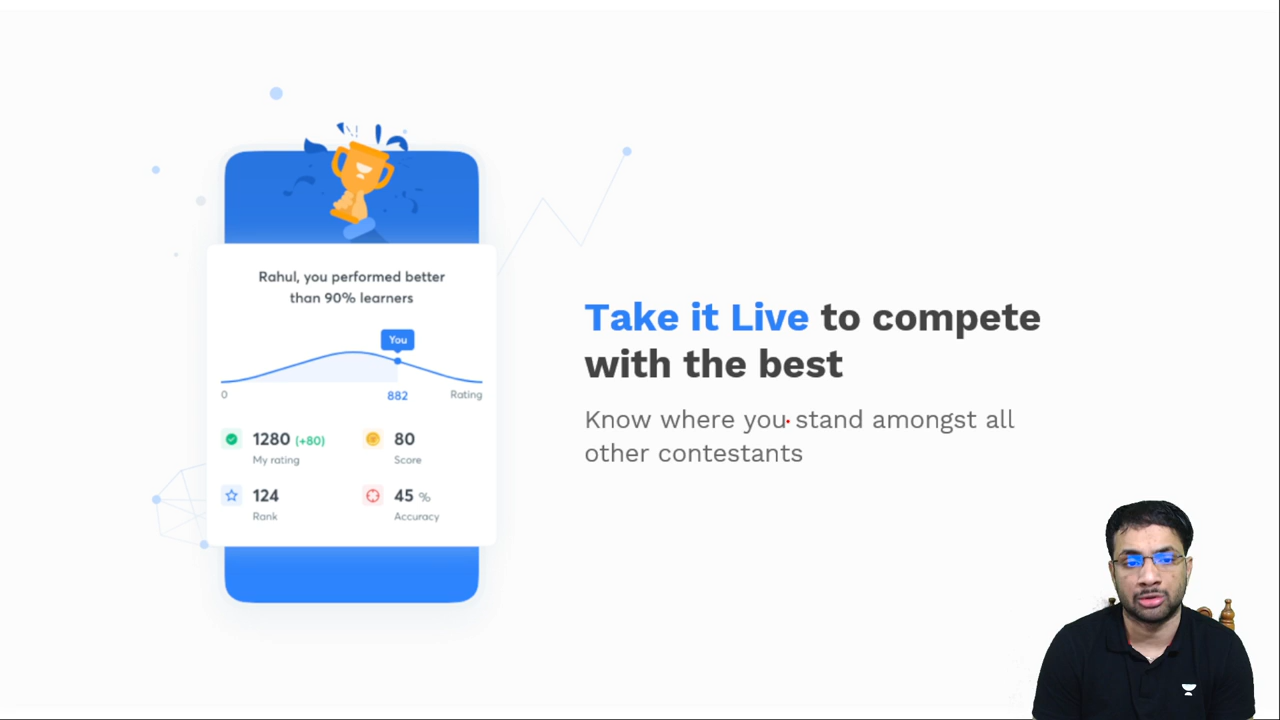 Rahul, you performed better
than 90% learners
You
0
882
Rating
1280 (+80)
My rating
80
Score
124
Rank
45 %
Accuracy
Take it Live to compete
with the best
Know where you stand amongst all
other contestants